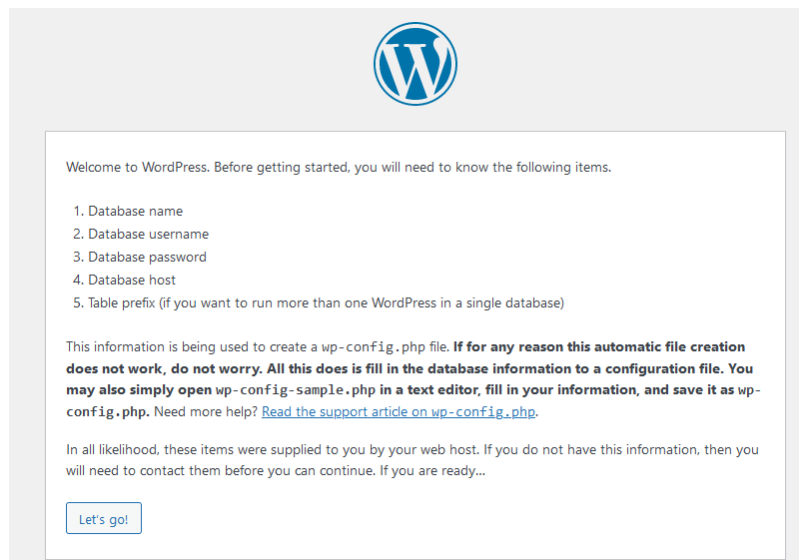 Welcome to WordPress. Before getting started, you will need to know the following items.
1. Database name
2. Database username
3. Database password
4. Database host
5. Table prefix (if you want to run more than one WordPress in a single database)
This information is being used to create a wp-config.php file. If for any reason this automatic file creation
does not work, do not worry. All this does is fill in the database information to a configuration file. You
may also simply open wp-config-sample.php in a text editor, fill in your information, and save it as wp-
config.php. Need more help? Read the support article on wp-config.php.
In all likelihood, these items were supplied to you by your web host. If you do not have this information, then you
will need to contact them before you can continue. If you are ready...
Let's go!